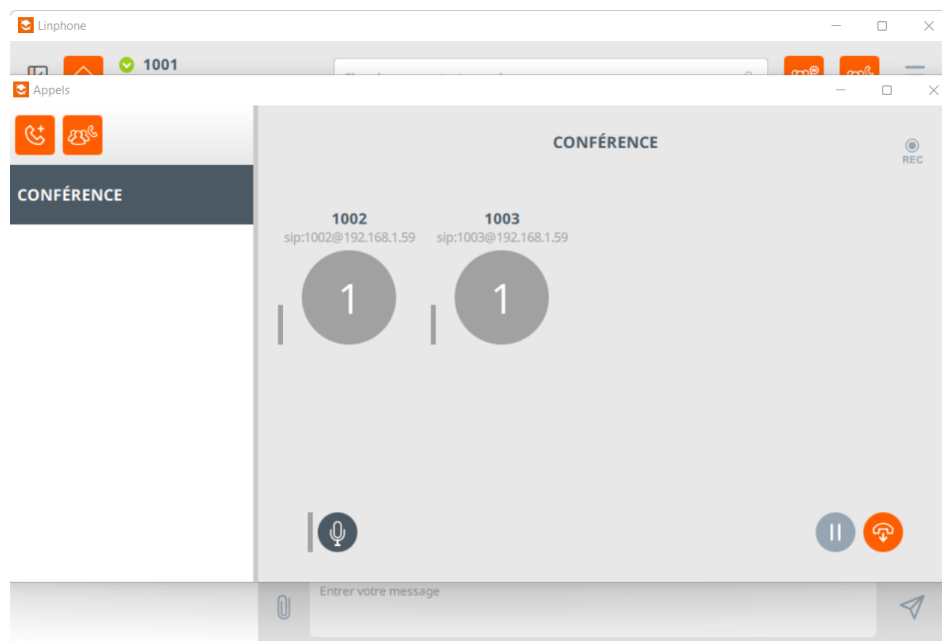 Linphone
1001
Appels
CONFÉRENCE
REC
CONFÉRENCE
1002
1003
sip:1002@192.168.1.59
sip:1003@192.168.1.59
1
1
Entrer votre message